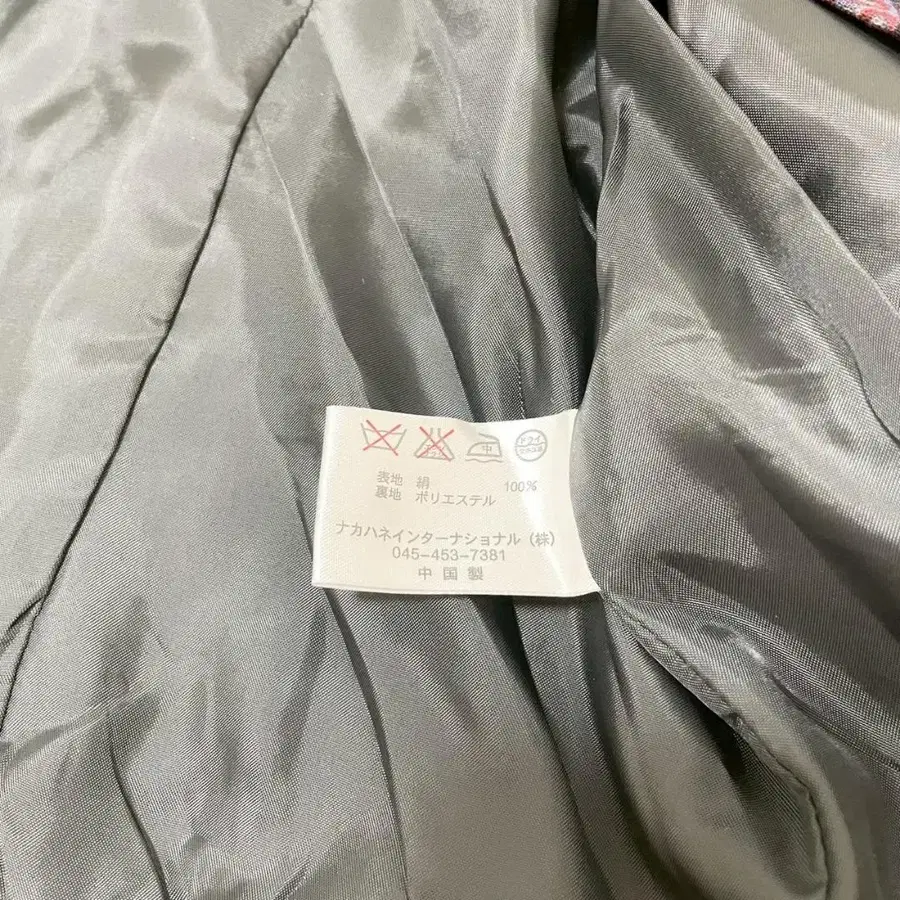 中 ドライ
表地 絹 100%
裏地 ポリエステル
ナカハネインターナショナル(株)
045-453-7381
中国製